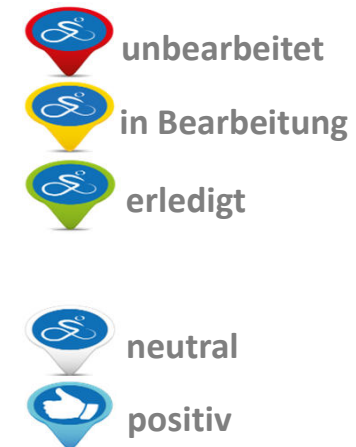 unbearbeitet
in Bearbeitung
erledigt
neutral
positiv